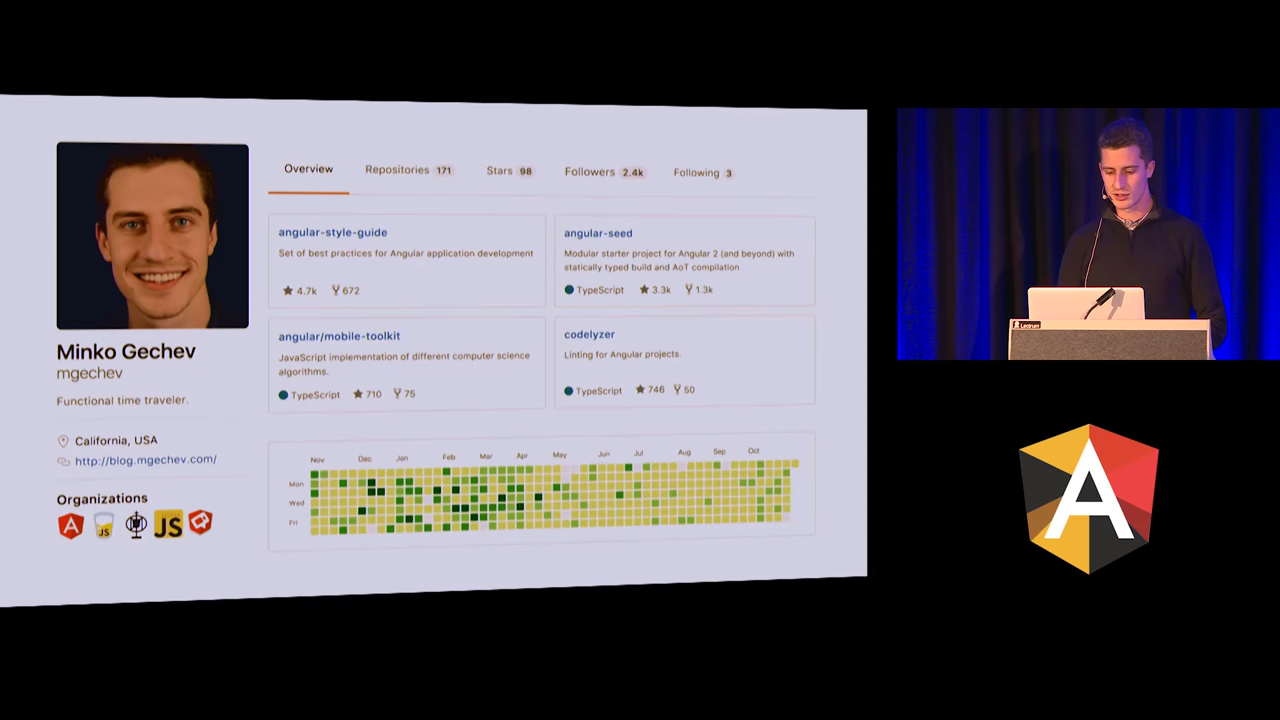 Overview Repositories 171 Stars 98 Followers 2.4k Following 3
angular-style-guide
Set of best practices for Angular application development
4.7k 672
angular-seed
Modular starter project for Angular 2 (and beyond) with
statically typed build and AoT compilation
TypeScript 3.3k 1.3k
angular/mobile-toolkit
JavaScript implementation of different computer science
algorithms.
TypeScript 710 75
codelyzer
Linting for Angular projects.
TypeScript 746 50
Minko Gechev
mgechev
Functional time traveler.
California, USA
http://blog.mgechev.com/
Organizations
A JS JS
Nov Dec Jan Feb Mar Apr May Jun Jul Aug Sep Oct
Mon
Wed
Fri
Lectrum
A